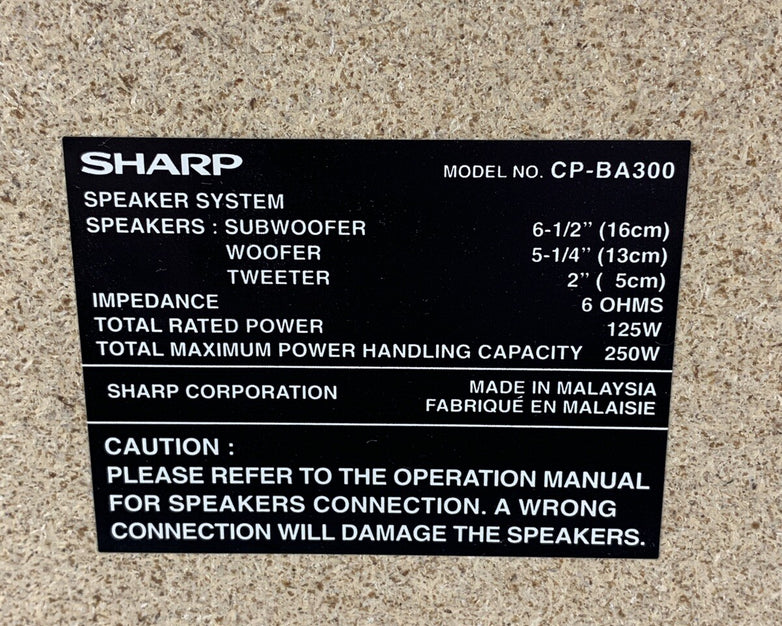 SHARP MODEL NO. CP-BA300
SPEAKER SYSTEM
SPEAKERS : SUBWOOFER 6-1/2” (16cm)
WOOFER 5-1/4” (13cm)
TWEETER 2” ( 5cm)
IMPEDANCE 6 OHMS
TOTAL RATED POWER 125W
TOTAL MAXIMUM POWER HANDLING CAPACITY 250W
SHARP CORPORATION MADE IN MALAYSIA
FABRIQUÉ EN MALAISIE
CAUTION :
PLEASE REFER TO THE OPERATION MANUAL
FOR SPEAKERS CONNECTION. A WRONG
CONNECTION WILL DAMAGE THE SPEAKERS.